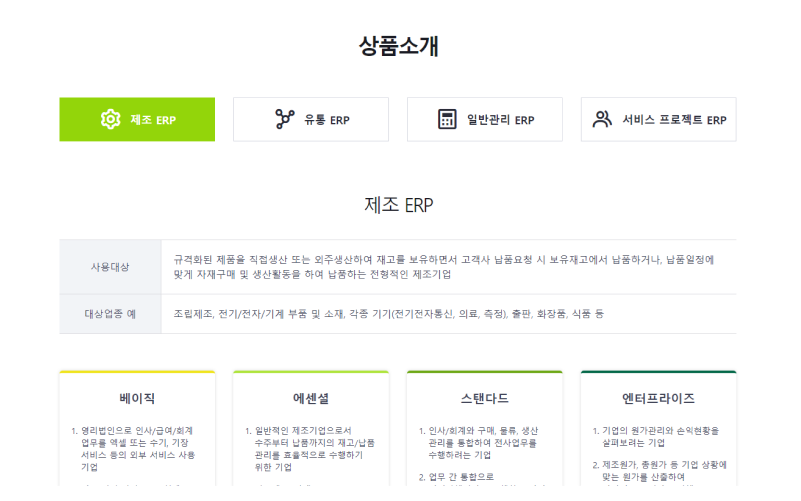 상품소개
제조 ERP
유통 ERP
일반관리 ERP
서비스 프로젝트 ERP
제조 ERP
사용대상
규격화된 제품을 직접생산 또는 외주생산하여 재고를 보유하면서 고객사 납품요청 시 보유재고에서 납품하거나, 납품일정에
맞게 자재구매 및 생산활동을 하여 납품하는 전형적인 제조기업
대상업종 예
조립제조, 전기/전자/기계 부품 및 소재, 각종 기기(전기전자통신, 의료, 측정), 출판, 화장품, 식품 등
베이직
1. 영리법인으로 인사/급여/회계
업무를 엑셀 또는 수기, 기장
서비스 등의 외부 서비스 사용
기업
에센셜
1. 일반적인 제조기업으로서
수주부터 납품까지의 재고/납품
관리를 효율적으로 수행하기
위한 기업
스탠다드
1. 인사/회계와 구매, 물류, 생산
관리를 통합하여 전사업무를
수행하려는 기업
2. 업무 간 통합으로
엔터프라이즈
1. 기업의 원가관리와 손익현황을
살펴보려는 기업
2. 제조원가, 총원가 등 기업 상황에
맞는 원가를 산출하여